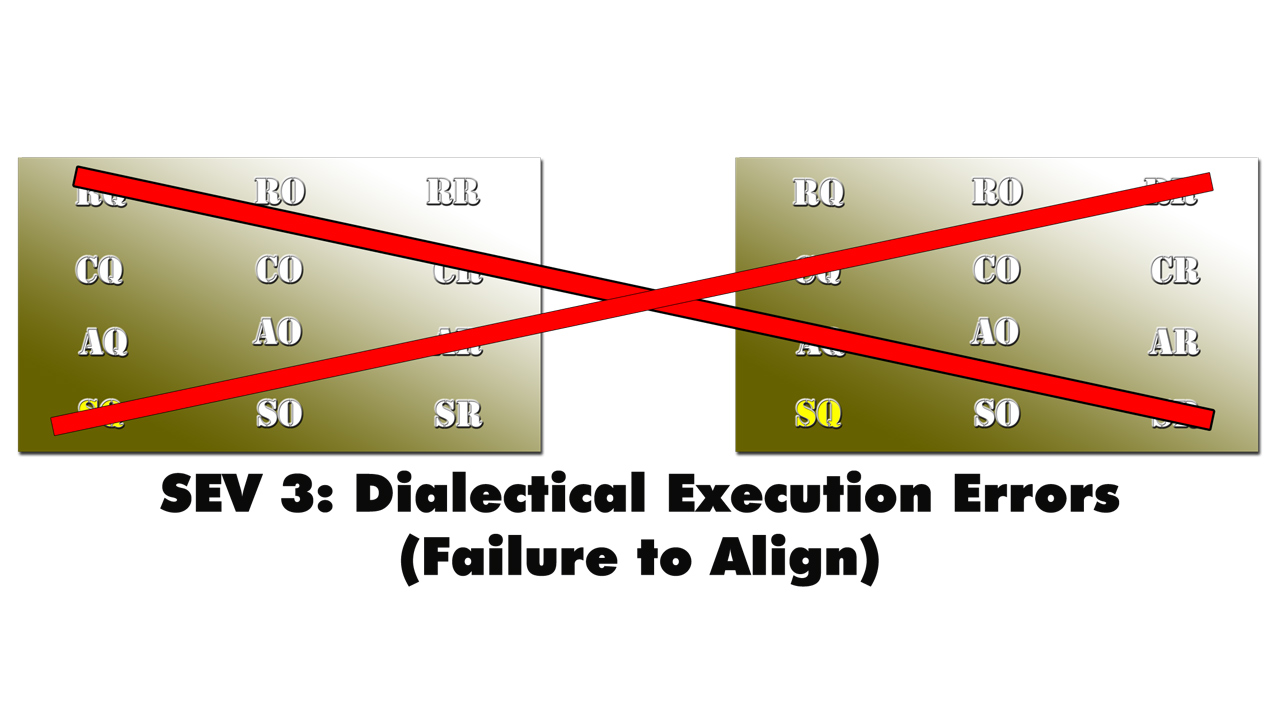 RQ RO RR RQ RO RR
CQ CO CR CQ CO CR
AQ AO AR AQ AO AR
SQ SO SR SQ SO SR
SEV 3: Dialectical Execution Errors
(Failure to Align)